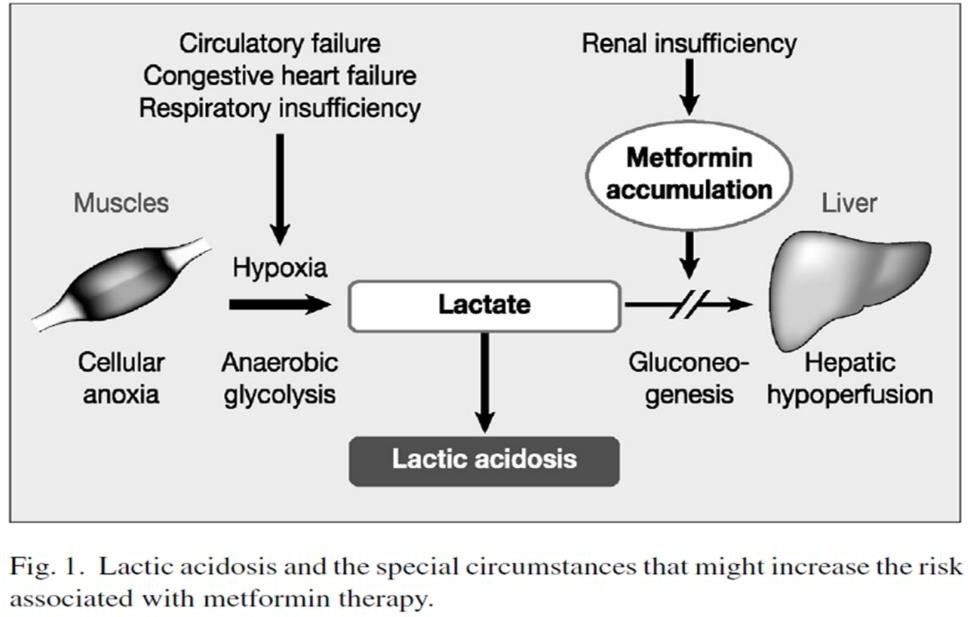 Circulatory failure
Congestive heart failure
Respiratory insufficiency
Renal insufficiency
Metformin
accumulation
Muscles
Liver
Hypoxia
Lactate
Cellular
anoxia
Anaerobic
glycolysis
Gluconeo-
genesis
Hepatic
hypoperfusion
Lactic acidosis
Fig. 1. Lactic acidosis and the special circumstances that might increase the risk
associated with metformin therapy.